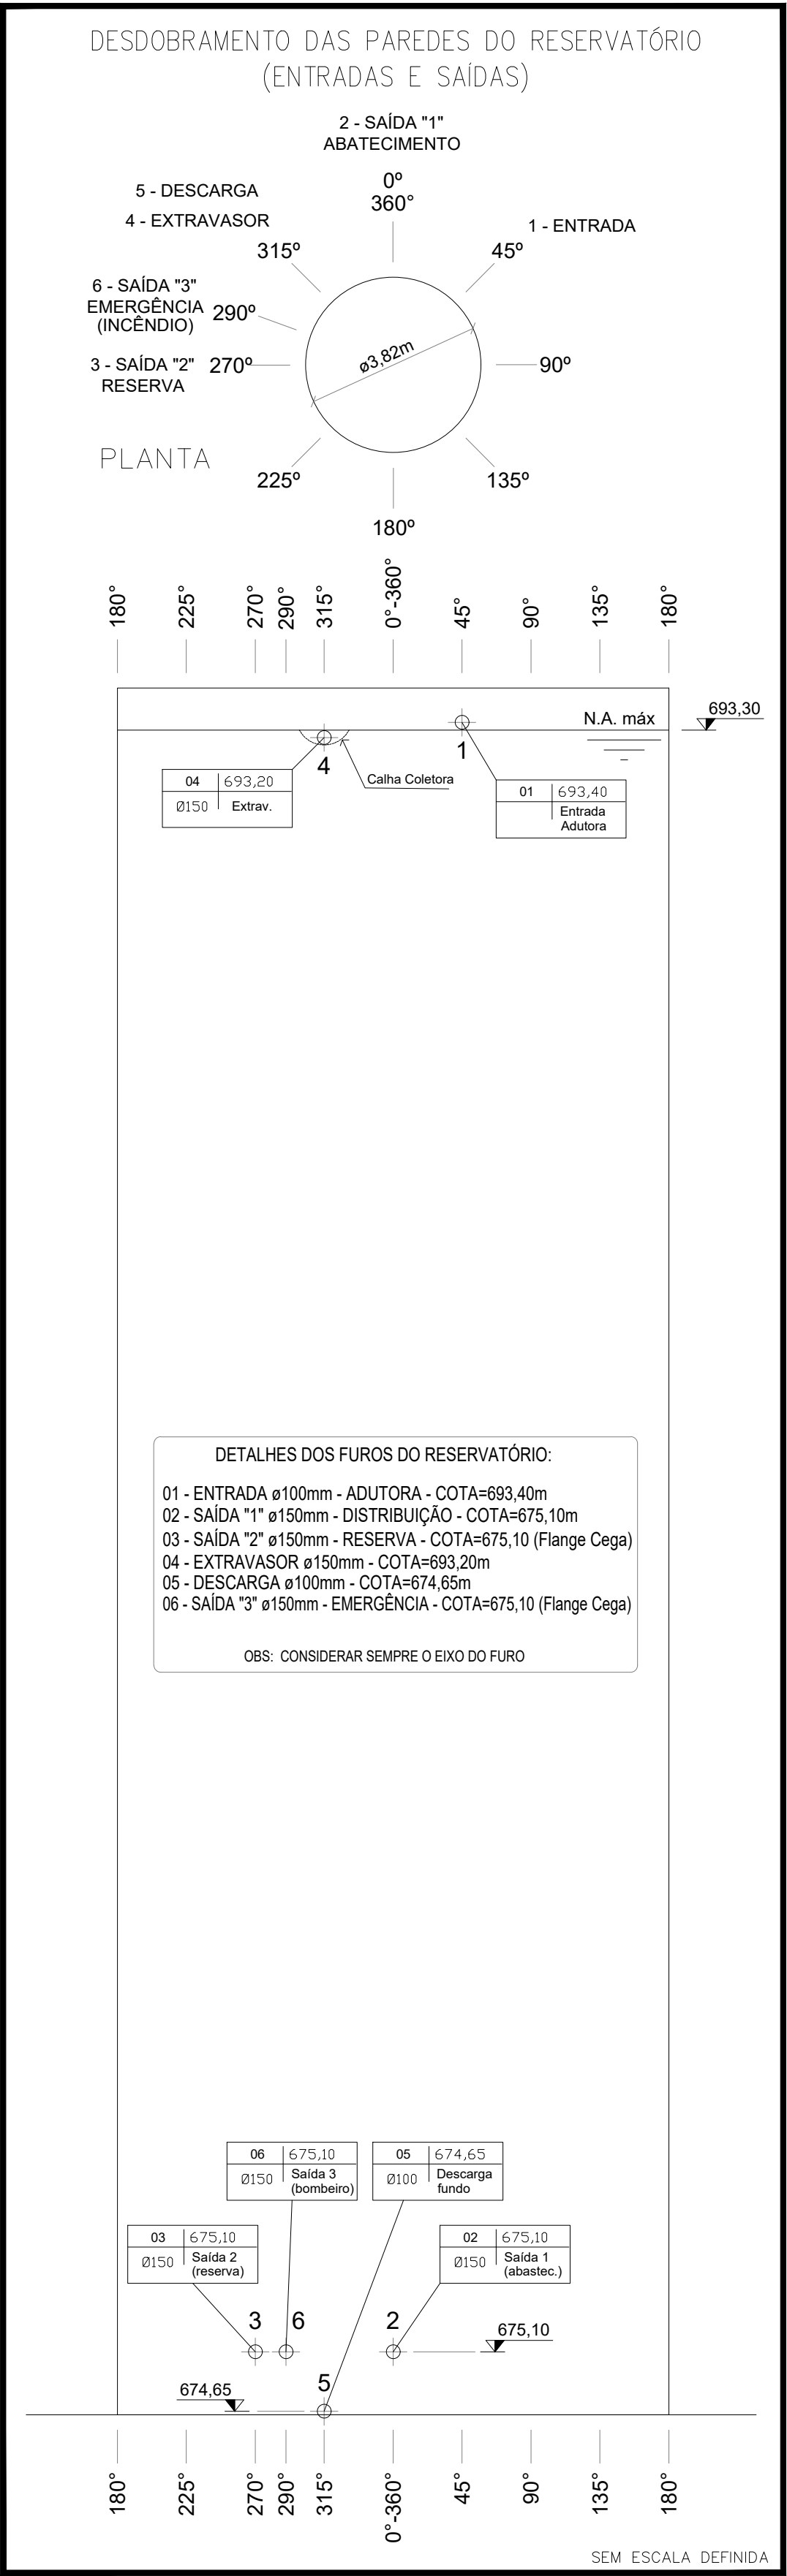 DESDOBRAMENTO DAS PAREDES DO RESERVATÓRIO
(ENTRADAS E SAÍDAS)
2 - SAÍDA "1"
ABATECIMENTO
0º
360°
5 - DESCARGA
4 - EXTRAVASOR
315º
1 - ENTRADA
45º
6 - SAÍDA "3"
EMERGÊNCIA
(INCÊNDIO)
290º
3 - SAÍDA "2"
RESERVA
270º
ø3,82m
90º
PLANTA
225º
135º
180º
180°
225°
270°
290°
315°
0°-360°
45°
90°
135°
180°
N.A. máx
693,30
4
1
Calha Coletora
04 693,20
Ø150 Extrav.
01 693,40
Entrada
Adutora
DETALHES DOS FUROS DO RESERVATÓRIO:
01 - ENTRADA ø100mm - ADUTORA - COTA=693,40m
02 - SAÍDA "1" ø150mm - DISTRIBUIÇÃO - COTA=675,10m
03 - SAÍDA "2" ø150mm - RESERVA - COTA=675,10 (Flange Cega)
04 - EXTRAVASOR ø150mm - COTA=693,20m
05 - DESCARGA ø100mm - COTA=674,65m
06 - SAÍDA "3" ø150mm - EMERGÊNCIA - COTA=675,10 (Flange Cega)
OBS: CONSIDERAR SEMPRE O EIXO DO FURO
06 675,10
Ø150 Saída 3
(bombeiro)
05 674,65
Ø100 Descarga
fundo
03 675,10
Ø150 Saída 2
(reserva)
02 675,10
Ø150 Saída 1
(abastec.)
3
6
2
675,10
5
674,65
180°
225°
270°
290°
315°
0°-360°
45°
90°
135°
180°
SEM ESCALA DEFINIDA